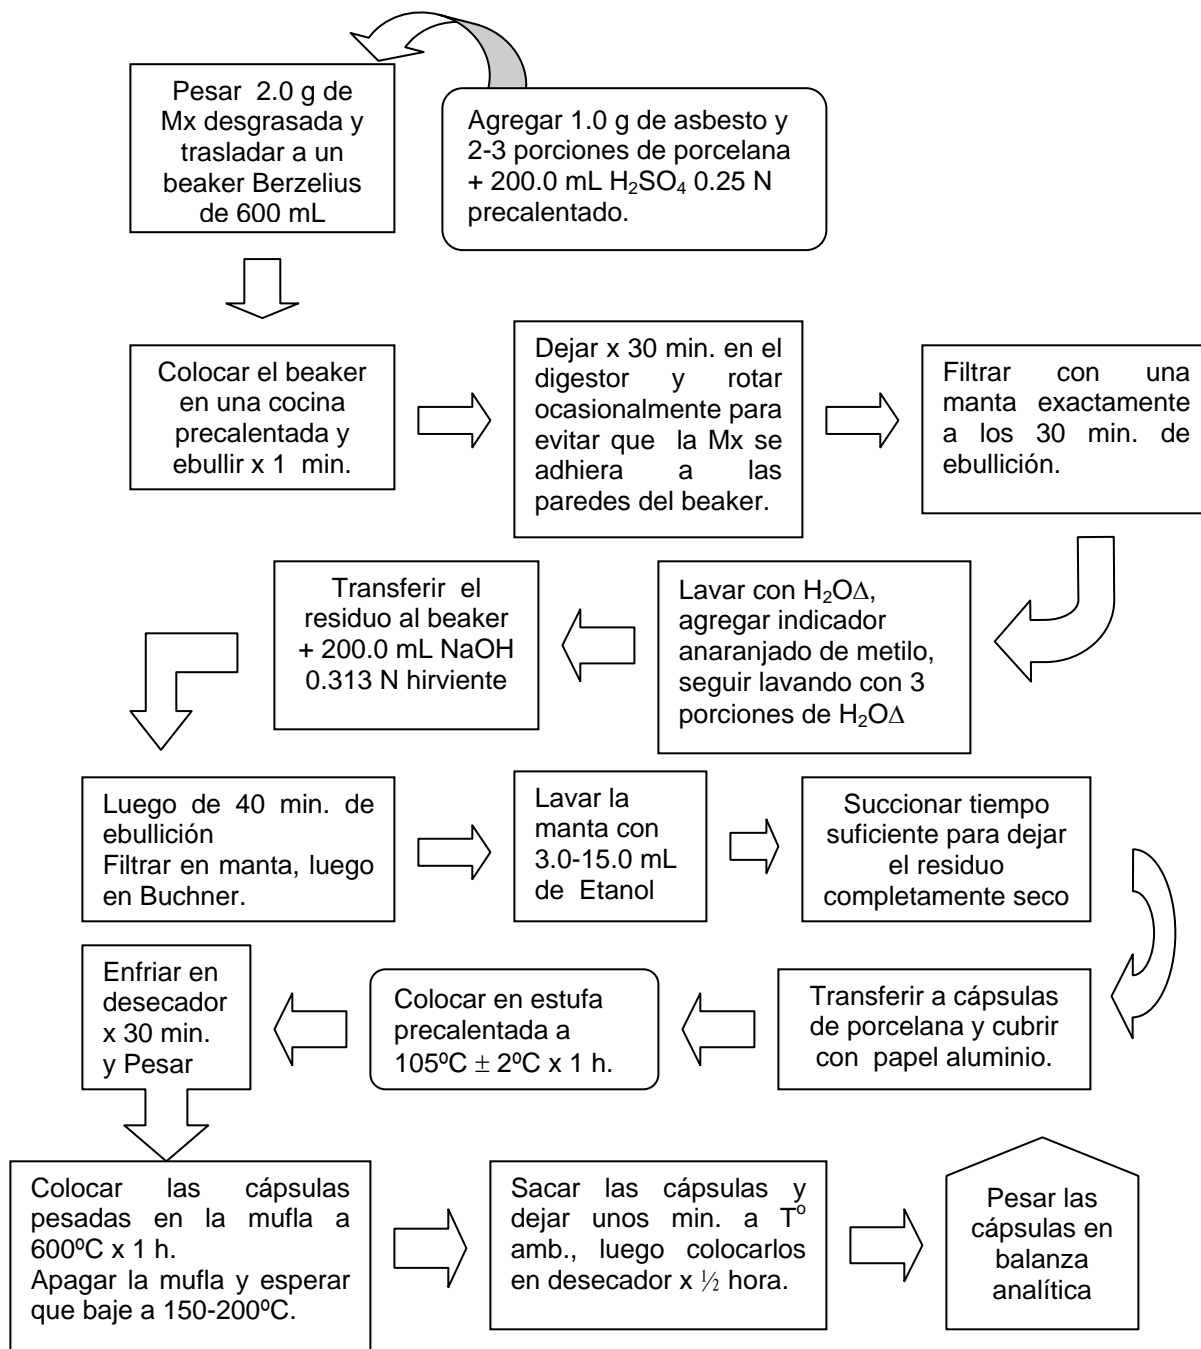 Pesar 2.0 g de
Mx desgrasada y
trasladar a un
beaker Berzelius
de 600 mL
Agregar 1.0 g de asbesto y
2-3 porciones de porcelana
+ 200.0 mL H₂SO₄ 0.25 N
precalentado.
Colocar el beaker
en una cocina
precalentada y
ebullir x 1 min.
Dejar x 30 min. en el
digestor y rotar
ocasionalmente para
evitar que la Mx se
adhiera a las
paredes del beaker.
Filtrar con una
manta exactamente
a los 30 min. de
ebullición.
Lavar con H₂OΔ,
agregar indicador
anaranjado de metilo,
seguir lavando con 3
porciones de H₂OΔ
Transferir el
residuo al beaker
+ 200.0 mL NaOH
0.313 N hirviente
Luego de 40 min. de
ebullición
Filtrar en manta, luego
en Buchner.
Lavar la
manta con
3.0-15.0 mL
de Etanol
Succionar tiempo
suficiente para dejar
el residuo
completamente seco
Transferir a cápsulas
de porcelana y cubrir
con papel aluminio.
Colocar en estufa
precalentada a
105ºC ± 2ºC x 1 h.
Enfriar en
desecador
x 30 min.
y Pesar
Colocar las cápsulas
pesadas en la mufla a
600ºC x 1 h.
Apagar la mufla y esperar
que baje a 150-200ºC.
Sacar las cápsulas y
dejar unos min. a Tº
amb., luego colocarlos
en desecador x ½ hora.
Pesar las
cápsulas en
balanza
analítica